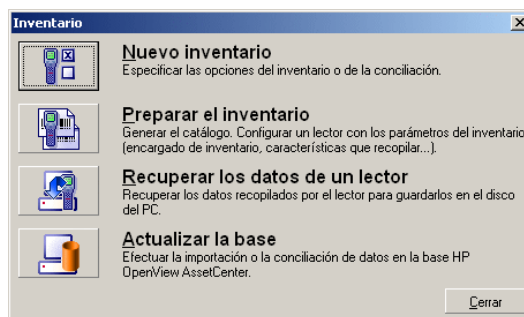 Inventario
Nuevo inventario
Especificar las opciones del inventario o de la conciliación.
Preparar el inventario
Generar el catálogo. Configurar un lector con los parámetros del inventario
(encargado de inventario, características que recopilar...).
Recuperar los datos de un lector
Recuperar los datos recopilados por el lector para guardarlos en el disco
del PC.
Actualizar la base
Efectuar la importación o la conciliación de datos en la base HP
OpenView AssetCenter.
Cerrar